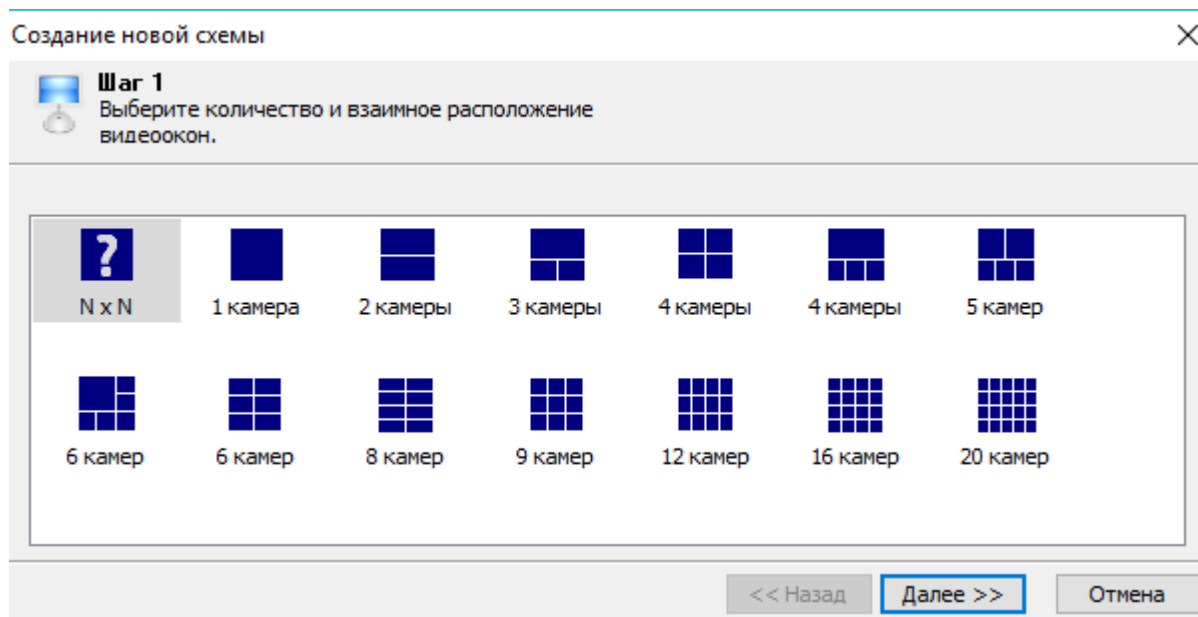 Создание новой схемы
Шаг 1
Выберите количество и взаимное расположение
видеоокон.
?
N x N
1 камера
2 камеры
3 камеры
4 камеры
4 камеры
5 камер
6 камер
6 камер
8 камер
9 камер
12 камер
16 камер
20 камер
<< Назад
Далее >>
Отмена